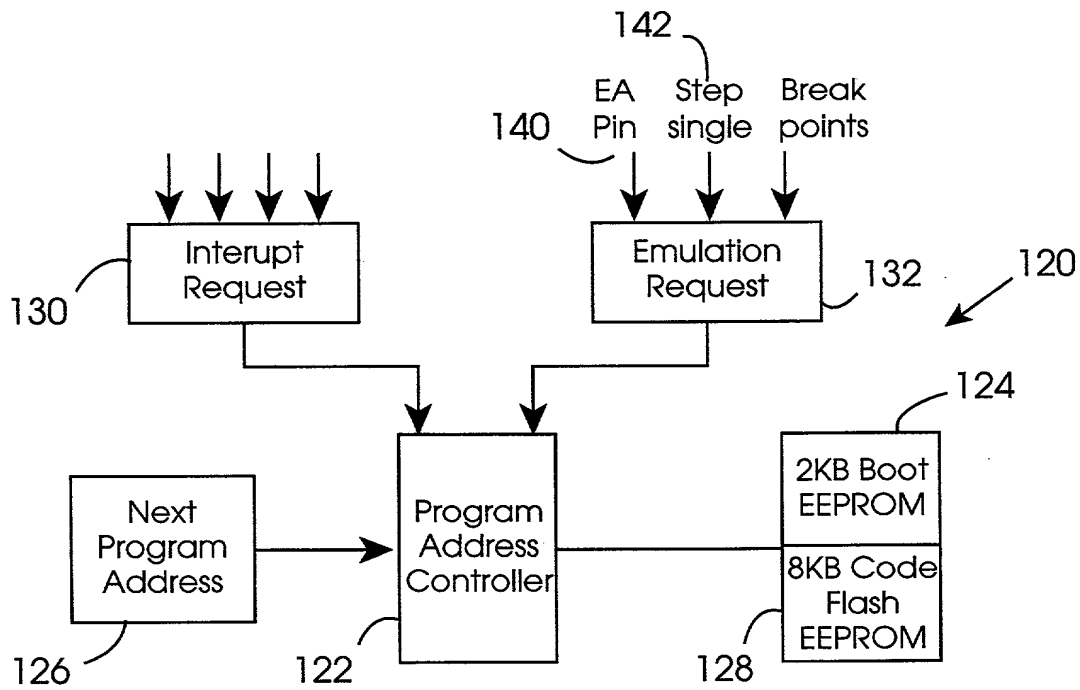 142
EA Step Break
Pin single points
140
Interupt
Request
130
Emulation
Request
132
120
124
2KB Boot
EEPROM
Next
Program
Address
126
Program
Address
Controller
122
8KB Code
Flash
EEPROM
128